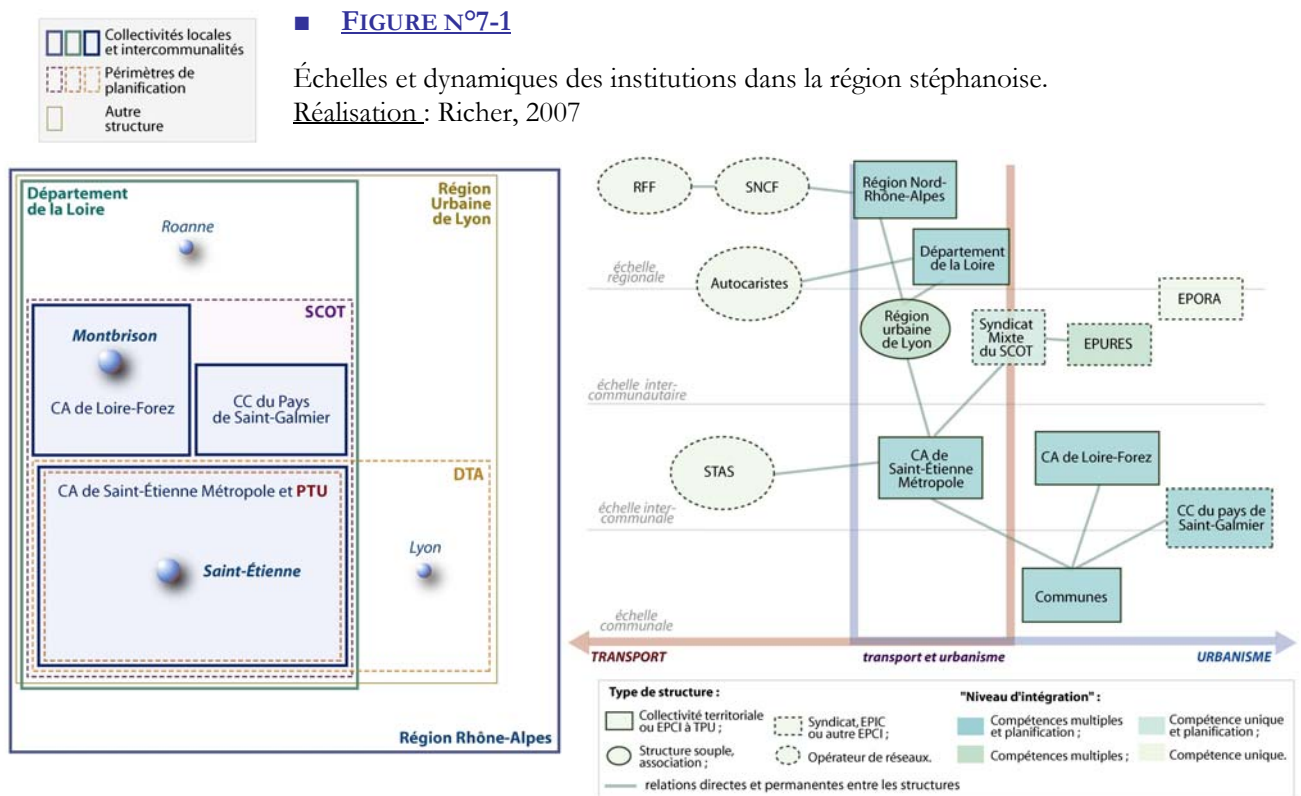 ■ FIGURE N°7-1
Échelles et dynamiques des institutions dans la région stéphanoise.
Réalisation : Richer, 2007
Collectivités locales
et intercommunalités
Périmètres de
planification
Autre
structure
Département
de la Loire
Région
Urbaine
de Lyon
Roanne
SCOT
Montbrison
CA de Loire-Forez
CC du Pays
de Saint-Galmier
DTA
CA de Saint-Étienne Métropole et PTU
Saint-Étienne
Lyon
Région Rhône-Alpes
RFF
SNCF
Région Nord-
Rhône-Alpes
Département
de la Loire
échelle
régionale
Autocaristes
EPORA
Région
urbaine
de Lyon
Syndicat
Mixte
du SCOT
EPURES
échelle inter-
communautaire
STAS
CA de
Saint-Étienne
Métropole
CA de Loire-Forez
échelle inter-
communale
CC du pays de
Saint-Galmier
Communes
échelle
communale
TRANSPORT
transport et urbanisme
URBANISME
Type de structure :
Collectivité territoriale
ou EPCI à TPU ;
Syndicat, EPIC
ou autre EPCI ;
Structure souple,
association ;
Opérateur de réseaux.
relations directes et permanentes entre les structures
"Niveau d'intégration" :
Compétences multiples
et planification ;
Compétence unique
et planification ;
Compétences multiples ;
Compétence unique.